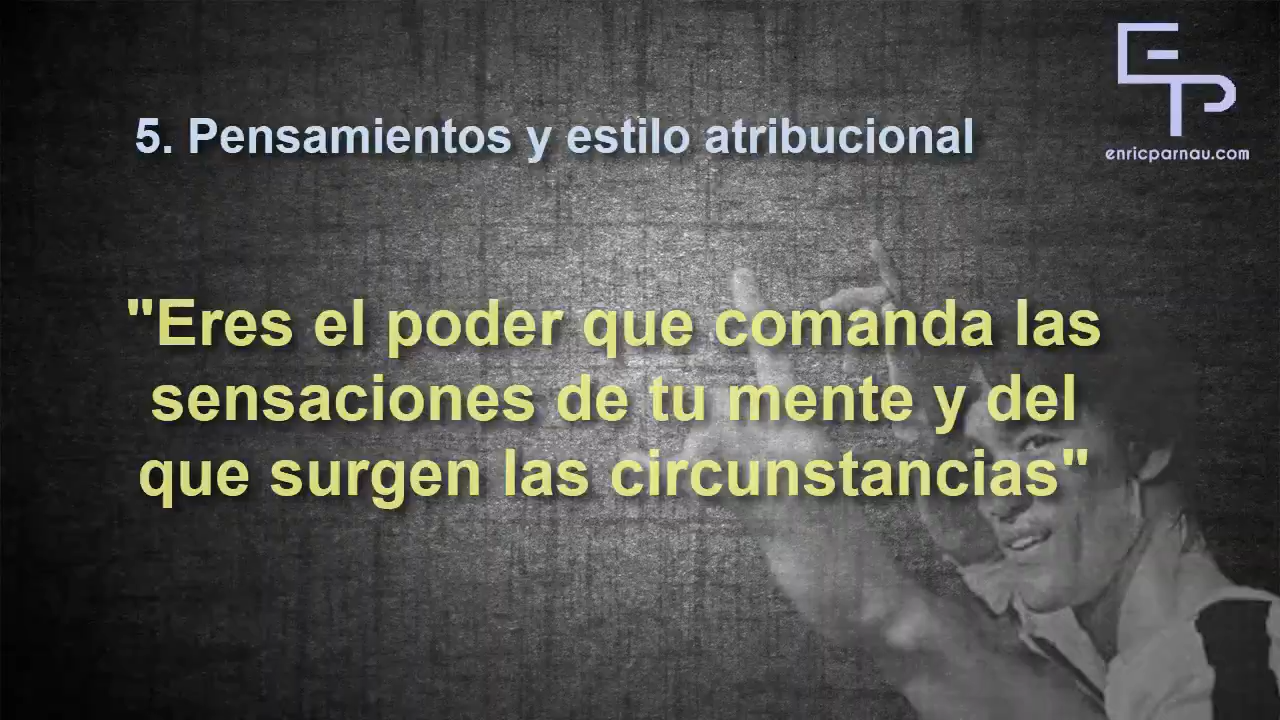 EP
enricparnau.com
5. Pensamientos y estilo atribucional
"Eres el poder que comanda las
sensaciones de tu mente y del
que surgen las circunstancias"